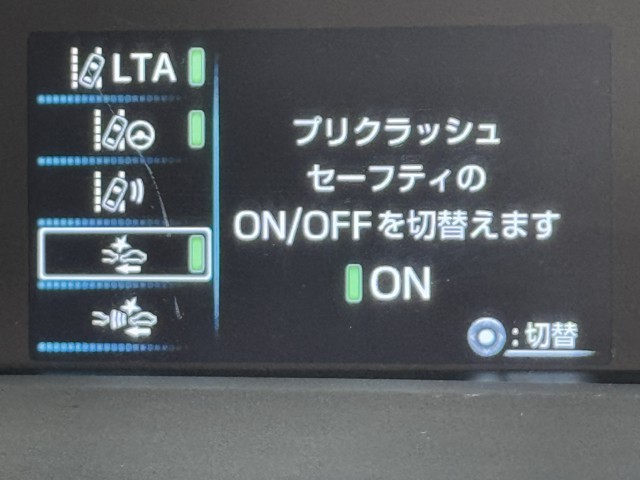 LTA
プリクラッシュ
セーフティの
ON/OFFを切替えます
ON
:切替